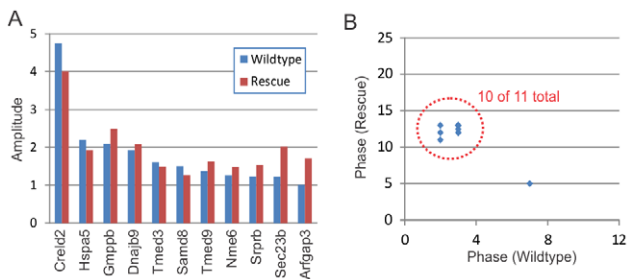 A
Amplitude
5
4
3
2
1
0
Wildtype
Rescue
Creld2
Hspa5
Gmppb
Dnajb9
Tmed3
Samd8
Tmed9
Nme6
Srprb
Sec23b
Arfgap3
B
Phase (Rescue)
25
20
15
10
5
0
10 of 11 total
0
4
8
12
Phase (Wildtype)